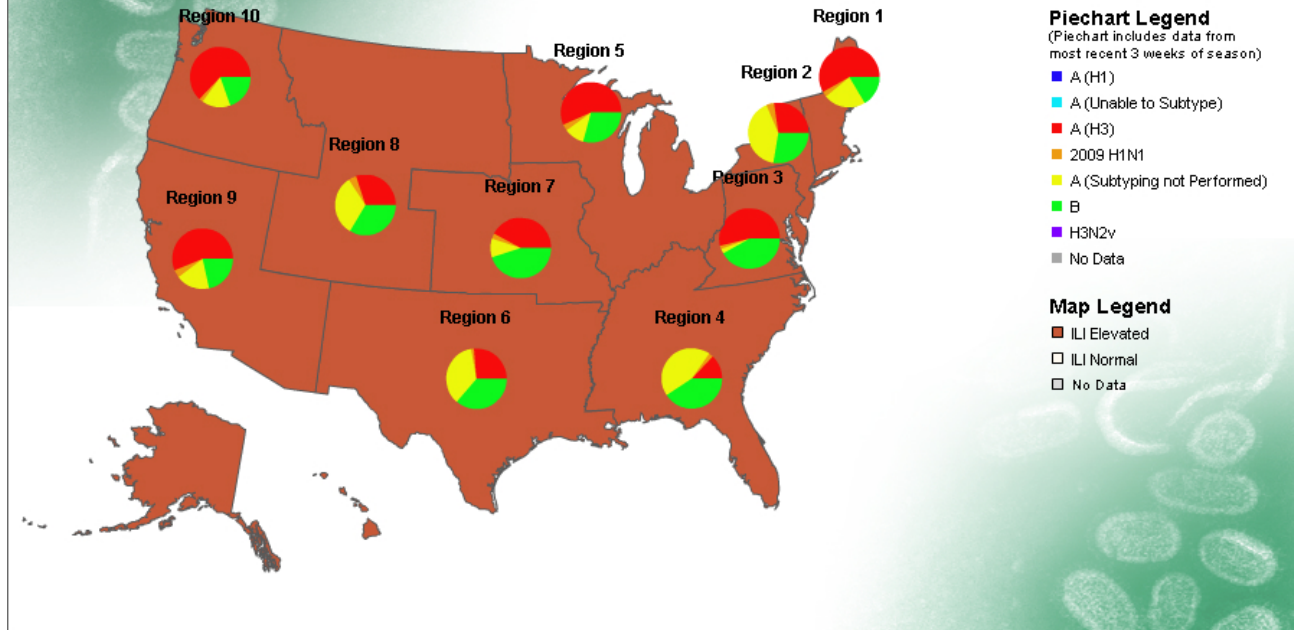 Region 10
Region 1
Region 5
Region 2
Region 8
Region 3
Region 7
Region 9
Region 6
Region 4
Piechart Legend
(Piechart includes data from
most recent 3 weeks of season)
A (H1)
A (Unable to Subtype)
A (H3)
2009 H1N1
A (Subtyping not Performed)
B
H3N2v
No Data
Map Legend
ILI Elevated
ILI Normal
No Data